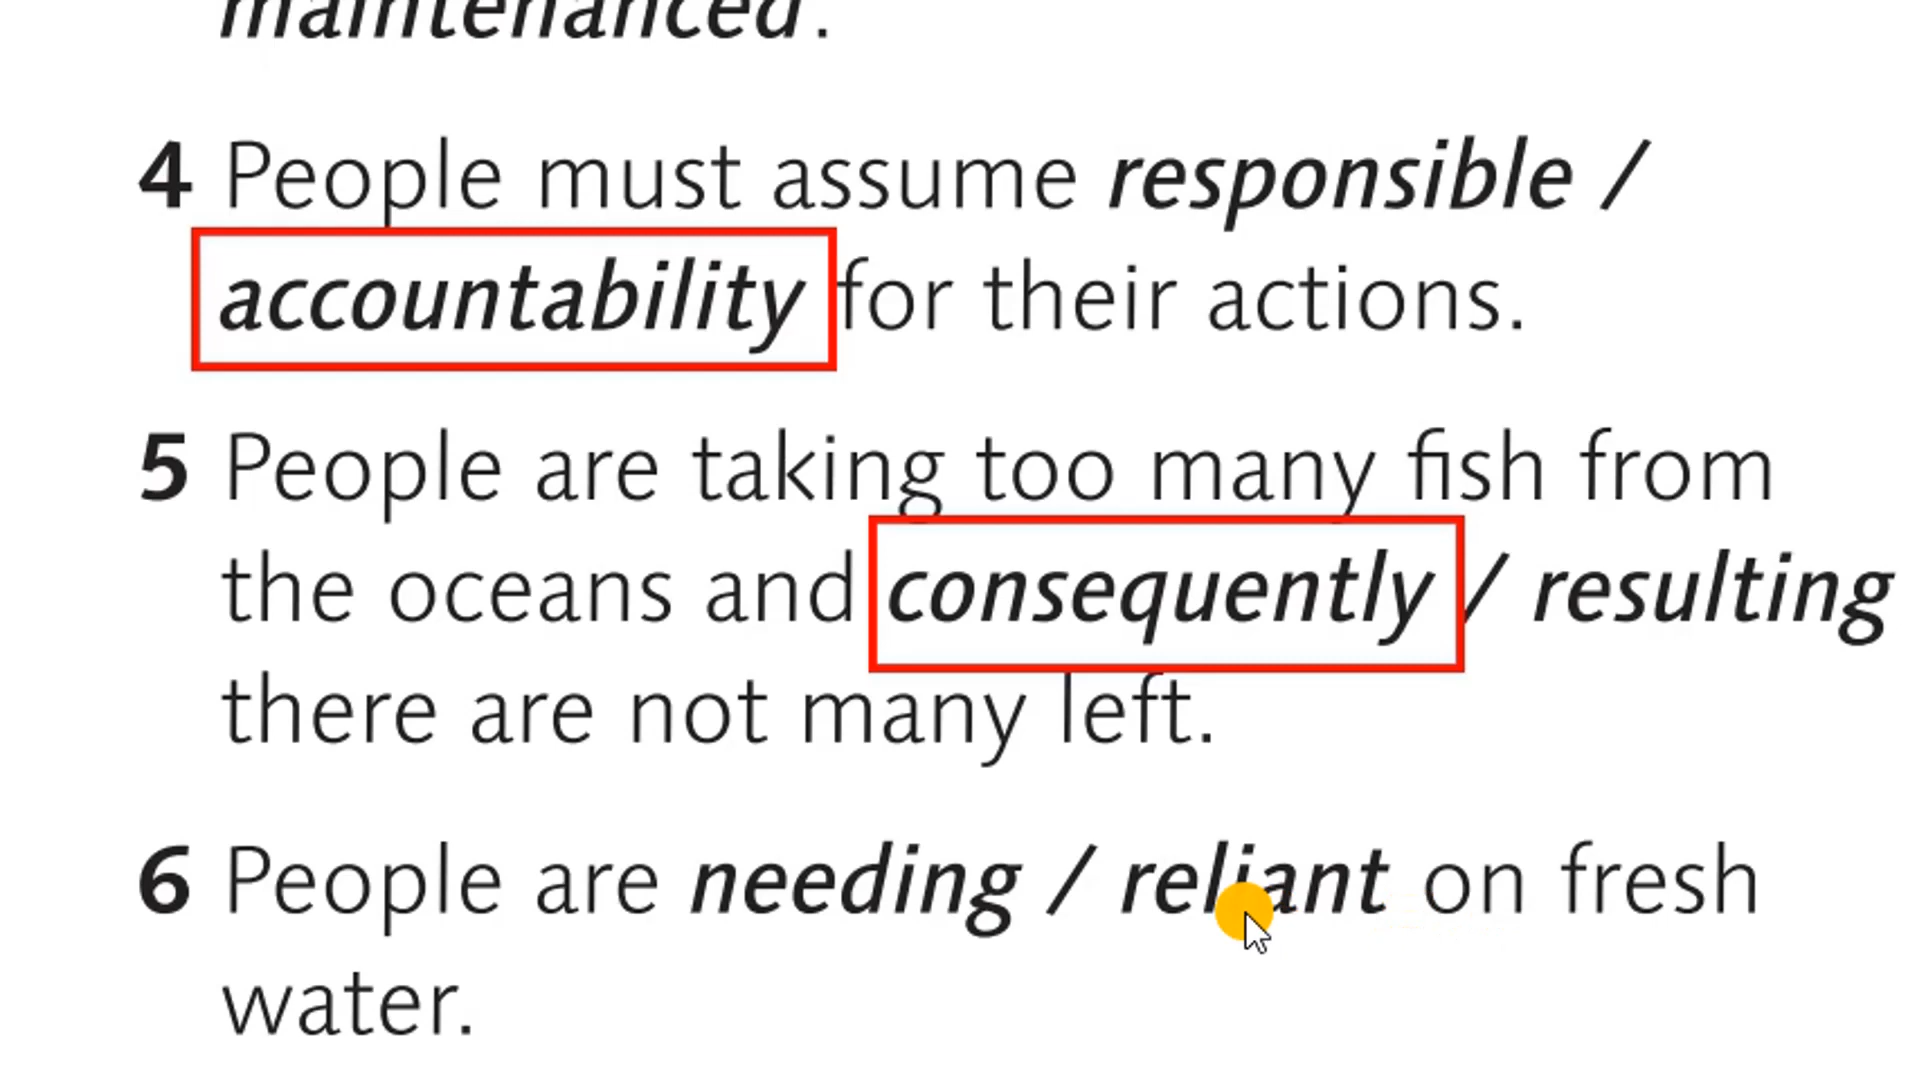 maintenanced.
4 People must assume responsible /
accountability for their actions.
5 People are taking too many fish from
the oceans and consequently / resulting
there are not many left.
6 People are needing / reliant on fresh
water.